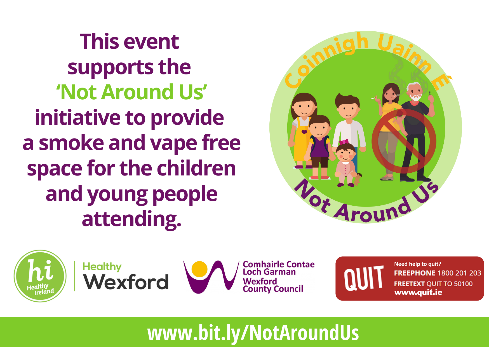 This event
supports the
‘Not Around Us’
initiative to provide
a smoke and vape free
space for the children
and young people
attending.
Coinnigh Uainn É
Not Around Us
hi
Healthy
Ireland
Healthy
Wexford
Comhairle Contae
Loch Garman
Wexford
County Council
QUIT
Need help to quit?
FREEPHONE 1800 201 203
FREETEXT QUIT TO 50100
www.quit.ie
www.bit.ly/NotAroundUs